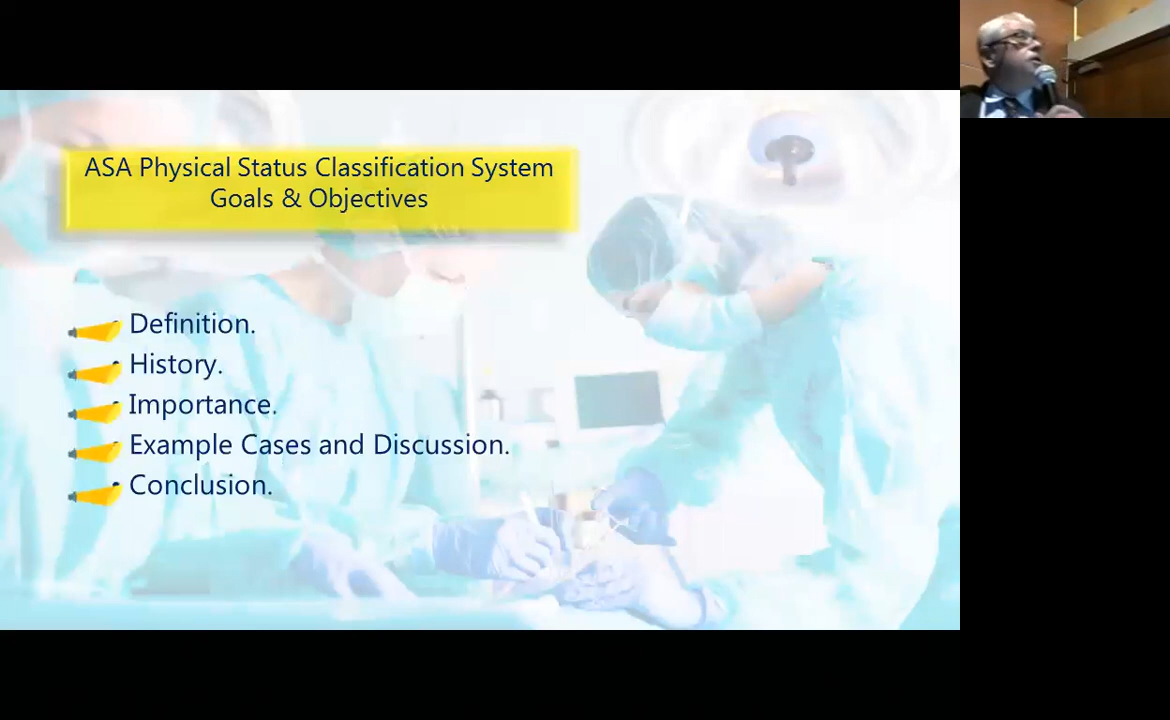 ASA Physical Status Classification System
Goals & Objectives
Definition.
History.
Importance.
Example Cases and Discussion.
Conclusion.